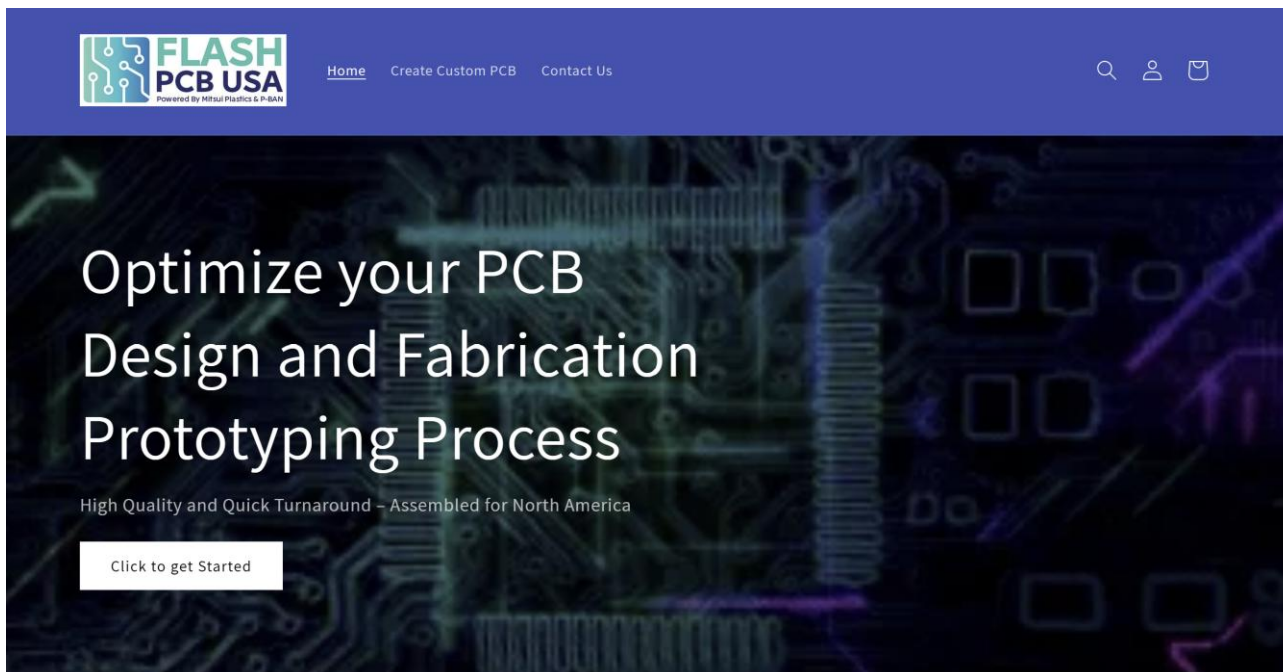 FLASH
PCB USA
Powered By Mitsui Plastics & P-BAN
Home Create Custom PCB Contact Us
Optimize your PCB
Design and Fabrication
Prototyping Process
High Quality and Quick Turnaround – Assembled for North America
Click to get Started